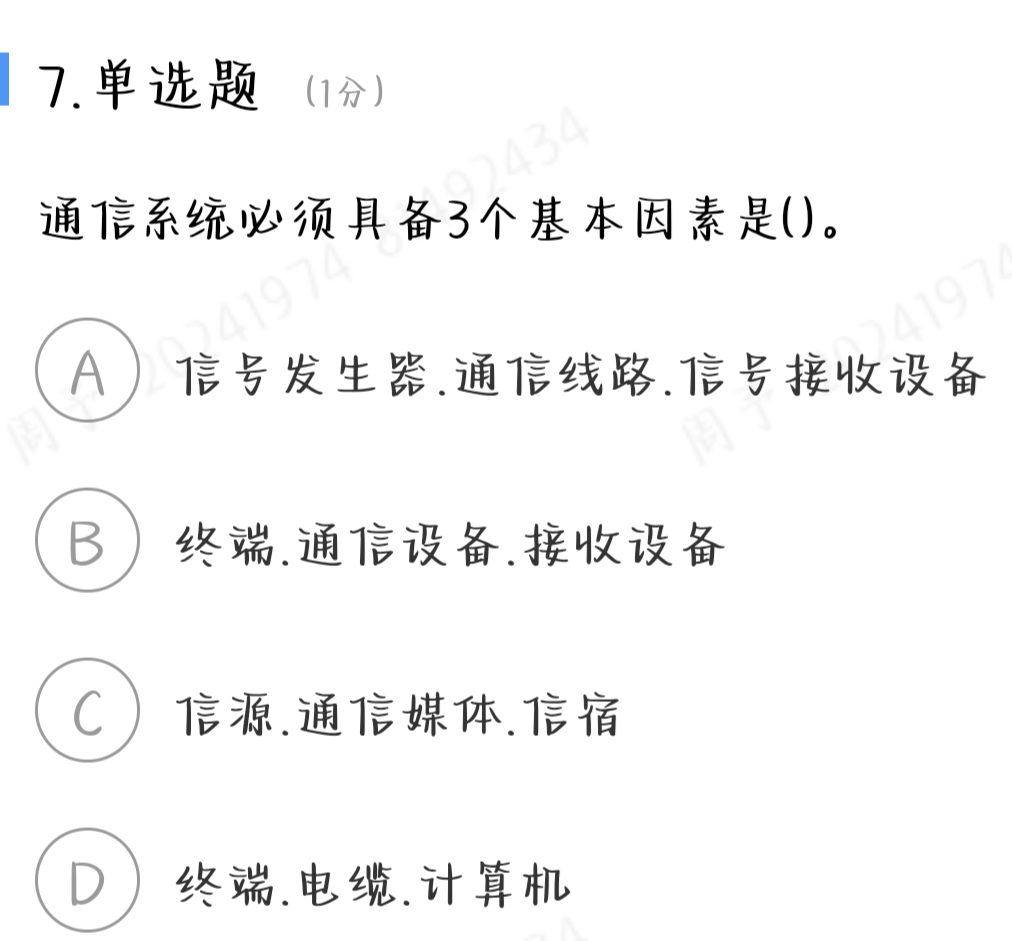 7.单选题 (1分)
通信系统必须具备3个基本因素是()。
A 信号发生器.通信线路.信号接收设备
B 终端.通信设备.接收设备
C 信源.通信媒体.信宿
D 终端.电缆.计算机